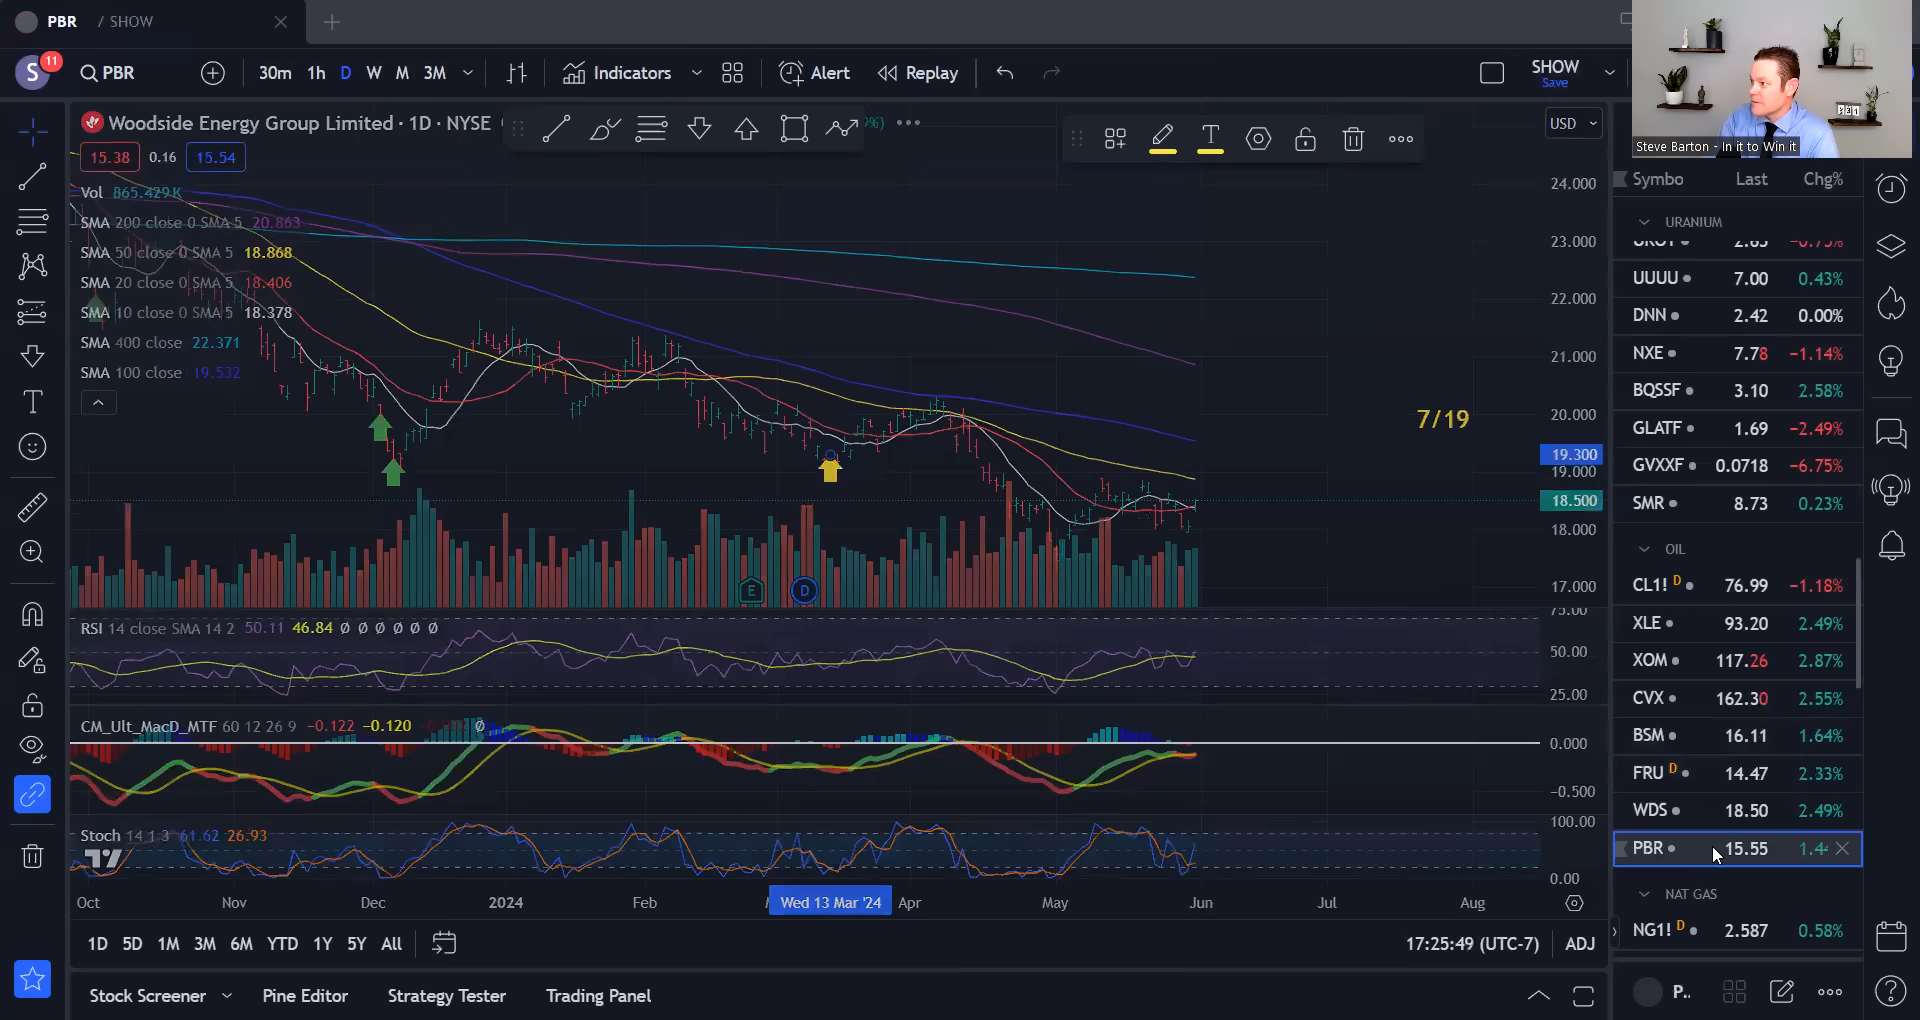 PBR / SHOW
S 11 PBR 30m 1h D W M 3M Indicators Alert Replay SHOW Save
Woodside Energy Group Limited · 1D · NYSE
15.38 0.16 15.54
Vol 865.429K
SMA 200 close 0 SMA 5 20.863
SMA 50 close 0 SMA 5 18.868
SMA 20 close 0 SMA 5 18.406
SMA 10 close 0 SMA 5 18.378
SMA 400 close 22.371
SMA 100 close 19.532
7/19
E D
USD
24.000
23.000
22.000
21.000
20.000
19.300
19.000
18.500
18.000
17.000
RSI 14 close SMA 14 2 50.11 46.84 Ø Ø Ø Ø Ø Ø
75.00
50.00
25.00
CM_Ult_MacD_MTF 60 12 26 9 −0.122 −0.120 Ø
0.000
−0.500
Stoch 14 1 3 61.62 26.93
100.00
0.00
Oct Nov Dec 2024 Feb Wed 13 Mar '24 Apr May Jun Jul Aug
1D 5D 1M 3M 6M YTD 1Y 5Y All 17:25:49 (UTC-7) ADJ
Stock Screener Pine Editor Strategy Tester Trading Panel
Steve Barton - In it to Win it
Symbo Last Chg%
URANIUM
UUUU 7.00 0.43%
DNN 2.42 0.00%
NXE 7.78 −1.14%
BQSSF 3.10 2.58%
GLATF 1.69 −2.49%
GVXXF 0.0718 −6.75%
SMR 8.73 0.23%
OIL
CL1! D 76.99 −1.18%
XLE 93.20 2.49%
XOM 117.26 2.87%
CVX 162.30 2.55%
BSM 16.11 1.64%
FRU D 14.47 2.33%
WDS 18.50 2.49%
PBR 15.55 1.4
NAT GAS
NG1! D 2.587 0.58%
P..